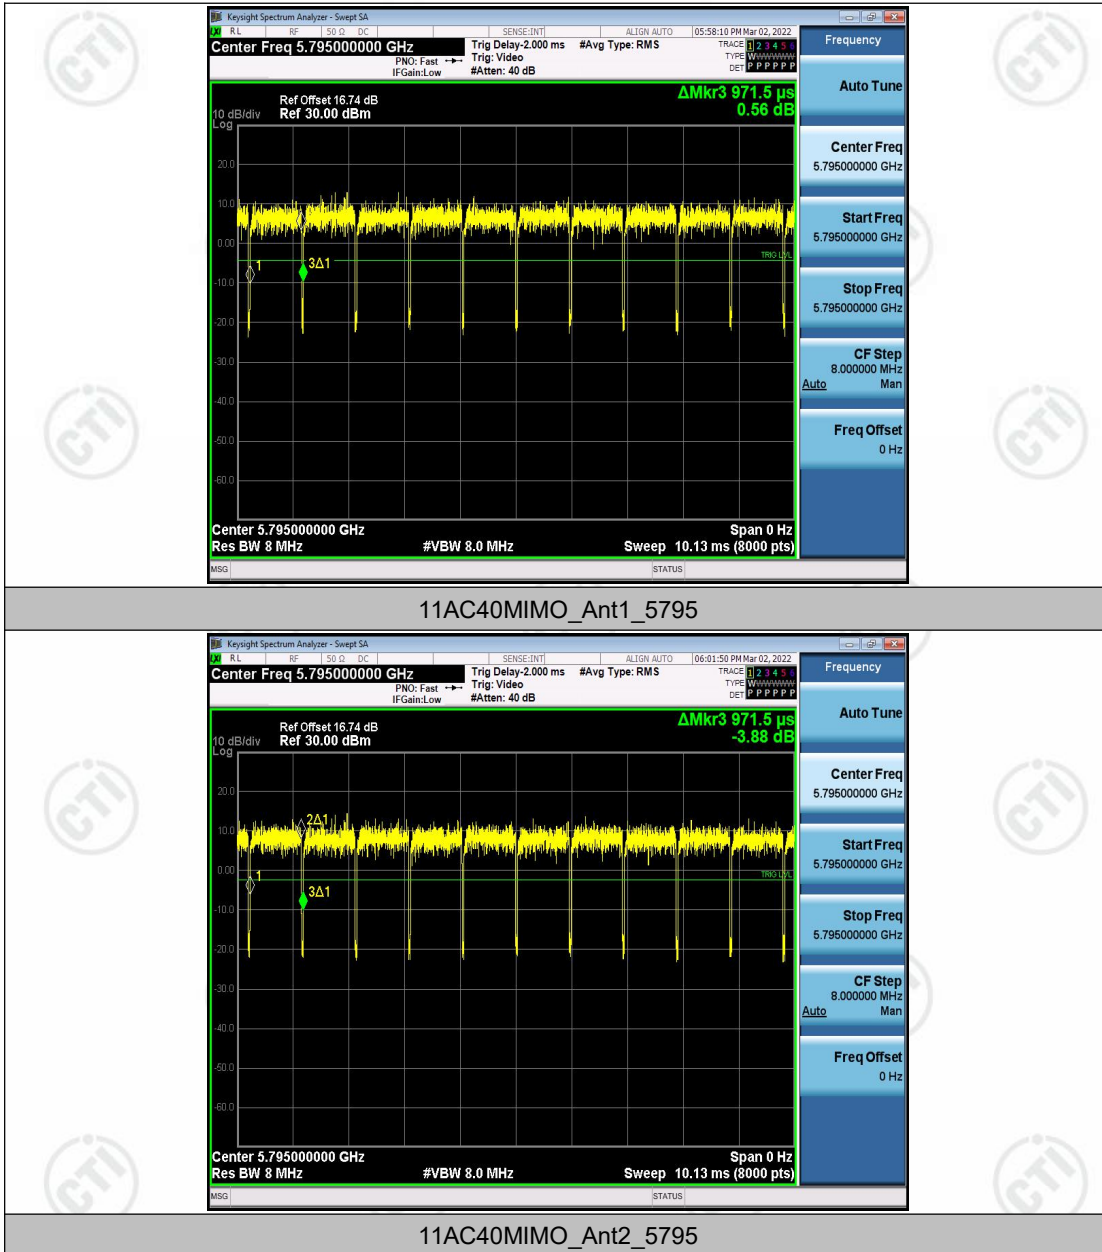 Keysight Spectrum Analyzer - Swept SA
LXI RL RF 50 Ω DC SENSE:INT ALIGN AUTO 05:58:10 PM Mar 02, 2022
Center Freq 5.795000000 GHz
PNO: Fast
IFGain:Low
Trig Delay-2.000 ms
Trig: Video
#Atten: 40 dB
#Avg Type: RMS
TRACE 1 2 3 4 5 6
TYPE WWWWWW
DET P P P P P P
Frequency
Auto Tune
Center Freq
5.795000000 GHz
Start Freq
5.795000000 GHz
Stop Freq
5.795000000 GHz
CF Step
8.000000 MHz
Auto Man
Freq Offset
0 Hz
ΔMkr3 971.5 µs
0.56 dB
Ref Offset 16.74 dB
10 dB/div Ref 30.00 dBm
Log
20.0
10.0
0.00
TRIG LVL
1
3Δ1
-10.0
-20.0
-30.0
-40.0
-50.0
-60.0
Center 5.795000000 GHz Span 0 Hz
Res BW 8 MHz #VBW 8.0 MHz Sweep 10.13 ms (8000 pts)
MSG STATUS
11AC40MIMO_Ant1_5795
Keysight Spectrum Analyzer - Swept SA
LXI RL RF 50 Ω DC SENSE:INT ALIGN AUTO 06:01:50 PM Mar 02, 2022
Center Freq 5.795000000 GHz
PNO: Fast
IFGain:Low
Trig Delay-2.000 ms
Trig: Video
#Atten: 40 dB
#Avg Type: RMS
TRACE 1 2 3 4 5 6
TYPE WWWWWW
DET P P P P P P
Frequency
Auto Tune
Center Freq
5.795000000 GHz
Start Freq
5.795000000 GHz
Stop Freq
5.795000000 GHz
CF Step
8.000000 MHz
Auto Man
Freq Offset
0 Hz
ΔMkr3 971.5 µs
-3.88 dB
Ref Offset 16.74 dB
10 dB/div Ref 30.00 dBm
Log
20.0
2Δ1
10.0
0.00
TRIG LVL
1
3Δ1
-10.0
-20.0
-30.0
-40.0
-50.0
-60.0
Center 5.795000000 GHz Span 0 Hz
Res BW 8 MHz #VBW 8.0 MHz Sweep 10.13 ms (8000 pts)
MSG STATUS
11AC40MIMO_Ant2_5795
CTI
CTI
CTI
CTI
CTI
CTI
CTI
CTI